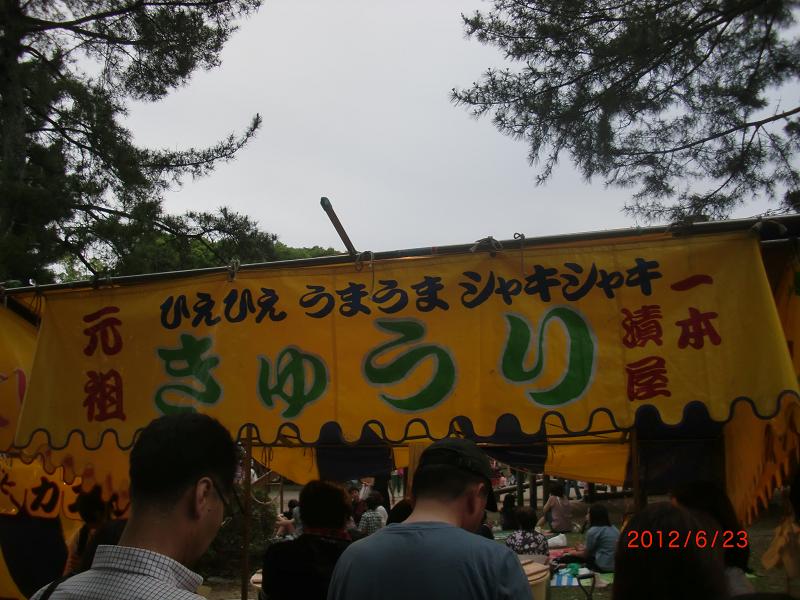 ひえひえ うまうま シャキシャキ
元祖
きゅうり
一本
漬屋
2012/6/23